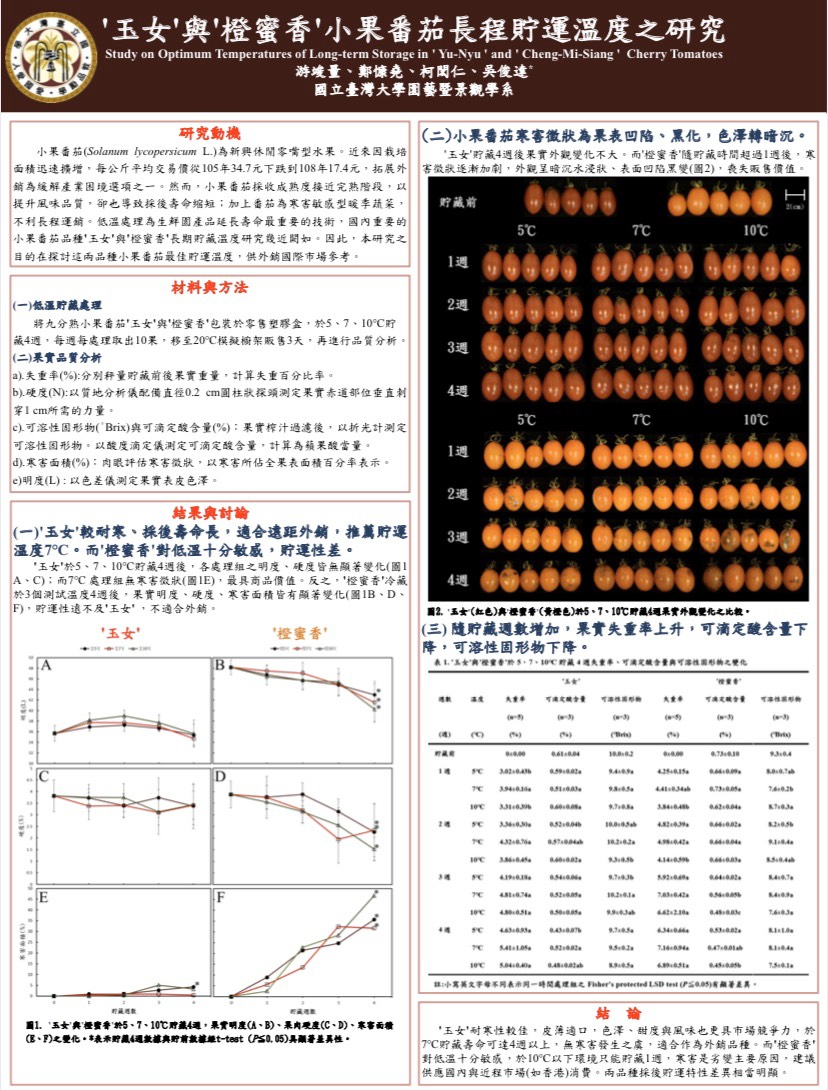 '玉女'與'橙蜜香'小果番茄長程貯運溫度之研究
Study on Optimum Temperatures of Long-term Storage in ' Yu-Nyu ' and ' Cheng-Mi-Siang ' Cherry Tomatoes
游竣量、鄭慷堯、柯閔仁、吳俊達*
國立臺灣大學園藝暨景觀學系
研究動機
小果番茄(Solanum lycopersicum L.)為新興休閒零嘴型水果。近來因栽培
面積迅速擴增，每公斤平均交易價從105年34.7元下跌到108年17.4元，拓展外
銷為緩解產業困境選項之一。然而，小果番茄採收成熟度接近完熟階段，以
提升風味品質，卻也導致採後壽命縮短；加上番茄為寒害敏感型暖季蔬菜，
不利長程運銷。低溫處理為生鮮園產品延長壽命最重要的技術，國內重要的
小果番茄品種'玉女'與'橙蜜香'長期貯藏溫度研究幾近闕如。因此，本研究之
目的在探討這兩品種小果番茄最佳貯運溫度，供外銷國際市場參考。
材料與方法
(一)低溫貯藏處理
將九分熟小果番茄'玉女'與'橙蜜香'包裝於零售塑膠盒，於5、7、10℃貯
藏4週，每週每處理取出10果，移至20℃模擬櫥架販售3天，再進行品質分析。
(二)果實品質分析
a).失重率(%):分別秤量貯藏前後果實重量，計算失重百分比率。
b).硬度(N):以質地分析儀配備直徑0.2 cm圓柱狀探頭測定果實赤道部位垂直刺
穿1 cm所需的力量。
c).可溶性固形物(°Brix)與可滴定酸含量(%)：果實榨汁過濾後，以折光計測定
可溶性固形物。以酸度滴定儀測定可滴定酸含量，計算為蘋果酸當量。
d).寒害面積(%)：肉眼評估寒害徵狀，以寒害所佔全果表面積百分率表示。
e)明度(L)：以色差儀測定果實表皮色澤。
結果與討論
(一)'玉女'較耐寒、採後壽命長，適合遠距外銷，推薦貯運
溫度7℃。而'橙蜜香'對低溫十分敏感，貯運性差。
'玉女'於5、7、10℃貯藏4週後，各處理組之明度、硬度皆無顯著變化(圖1
A、C)；而7℃ 處理組無寒害徵狀(圖1E)，最具商品價值。反之，'橙蜜香'冷藏
於3個測試溫度4週後，果實明度、硬度、寒害面積皆有顯著變化(圖1B、D、
F)，貯運性遠不及'玉女'，不適合外銷。
'玉女'
'橙蜜香'
A
B
C
D
E
F
明度(L)
寒害面積(%)
貯藏週數
貯藏週數
圖1. '玉女'與'橙蜜香'於5、7、10℃貯藏4週，果實明度(A、B)、果肉硬度(C、D)、寒害面積
(E、F)之變化。*表示貯藏4週數據與貯前數據經t-test (P≦0.05)具顯著差異性。
(二)小果番茄寒害徵狀為果表凹陷、黑化，色澤轉暗沉。
'玉女'貯藏4週後果實外觀變化不大。而'橙蜜香'隨貯藏時間超過1週後，寒
害徵狀逐漸加劇，外觀呈暗沉水浸狀、表面凹陷黑變(圖2)，喪失販售價值。
貯藏前
2(cm)
5℃ 7℃ 10℃
1週
2週
3週
4週
5℃ 7℃ 10℃
1週
2週
3週
4週
圖2. '玉女'(紅色)與'橙蜜香'(黃橙色)於5、7、10℃貯藏4週果實外觀變化之比較。
(三) 隨貯藏週數增加，果實失重率上升，可滴定酸含量下
降，可溶性固形物下降。
表 1. '玉女'與'橙蜜香'於 5、7、10℃ 貯藏 4 週失重率、可滴定酸含量與可溶性固形物之變化
'玉女' '橙蜜香'
週數 溫度 失重率 可滴定酸含量 可溶性固形物 失重率 可滴定酸含量 可溶性固形物
(n=5) (n=3) (n=3) (n=5) (n=3) (n=3)
(週) (℃) (%) (%) (°Brix) (%) (%) (°Brix)
貯藏前 0±0.00 0.61±0.04 10.0±0.2 0±0.00 0.73±0.10 9.3±0.4
1 週 5℃ 3.02±0.43b 0.59±0.02a 9.4±0.9a 4.25±0.15a 0.66±0.09a 8.0±0.7ab
7℃ 3.94±0.16a 0.51±0.03a 9.8±0.5a 4.41±0.34ab 0.73±0.05a 7.6±0.2b
10℃ 3.31±0.39b 0.60±0.08a 9.7±0.8a 3.84±0.48b 0.62±0.04a 8.7±0.3a
2 週 5℃ 3.36±0.30a 0.52±0.04b 10.0±0.5ab 4.82±0.39a 0.66±0.02a 8.2±0.5b
7℃ 4.32±0.76a 0.57±0.04ab 10.2±0.2a 4.98±0.42a 0.66±0.04a 9.1±0.4a
10℃ 3.86±0.45a 0.60±0.02a 9.3±0.5b 4.14±0.59b 0.66±0.03a 8.5±0.4ab
3 週 5℃ 4.19±0.18a 0.54±0.06a 9.7±0.3b 5.92±0.69a 0.64±0.02a 8.4±0.7a
7℃ 4.81±0.74a 0.52±0.05a 10.2±0.1a 7.03±0.42a 0.56±0.05b 8.4±0.9a
10℃ 4.80±0.51a 0.50±0.05a 9.9±0.3ab 6.62±2.10a 0.48±0.03c 7.6±0.3a
4 週 5℃ 4.63±0.93a 0.43±0.07b 9.7±0.5a 6.34±0.66a 0.53±0.02a 8.1±1.0a
7℃ 5.41±1.05a 0.52±0.02a 9.5±0.2a 7.16±0.94a 0.47±0.01ab 8.1±0.4a
10℃ 5.04±0.40a 0.48±0.02ab 8.9±0.5a 6.89±0.51a 0.45±0.05b 7.5±0.1a
註:小寫英文字母不同表示同一時間處理組之 Fisher's protected LSD test (P≦0.05)有顯著差異。
結 論
'玉女'耐寒性較佳，皮薄適口，色澤、甜度與風味也更具市場競爭力，於
7℃貯藏壽命可達4週以上，無寒害發生之虞，適合作為外銷品種。而'橙蜜香'
對低溫十分敏感，於10℃以下環境只能貯藏1週，寒害是劣變主要原因，建議
供應國內與近程市場(如香港)消費。兩品種採後貯運特性差異相當明顯。